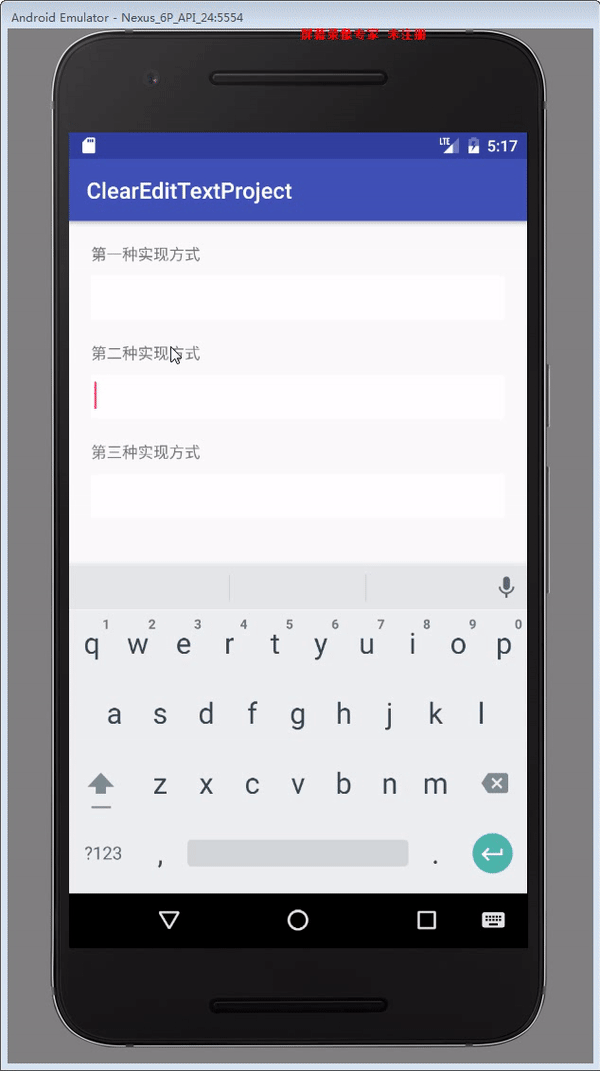 Android Emulator - Nexus_6P_API_24:5554
屏幕录像专家 未注册
LTE 5:17
ClearEditTextProject
第一种实现方式
第二种实现方式
第三种实现方式
1 2 3 4 5 6 7 8 9 0
q w e r t y u i o p
a s d f g h j k l
z x c v b n m
?123 , .